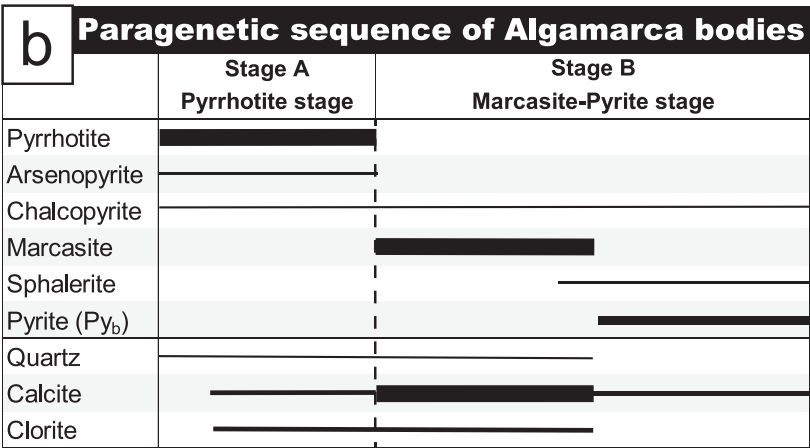 b
Paragenetic sequence of Algamarca bodies
Stage A
Pyrrhotite stage
Stage B
Marcasite-Pyrite stage
Pyrrhotite
Arsenopyrite
Chalcopyrite
Marcasite
Sphalerite
Pyrite (Pyb)
Quartz
Calcite
Clorite